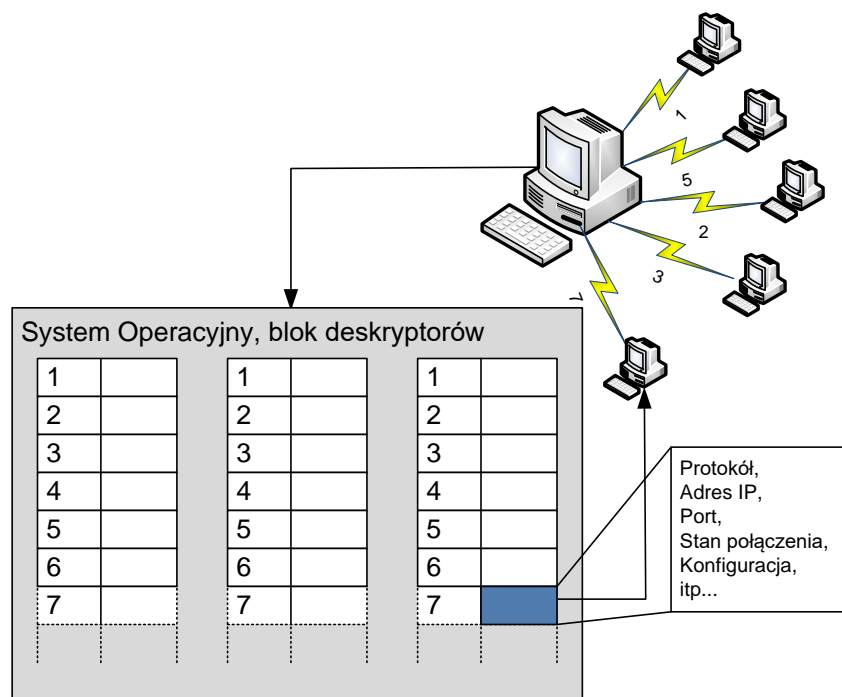 1
5
2
3
7
System Operacyjny, blok deskryptorów
1 1 1
2 2 2
3 3 3
4 4 4
5 5 5
6 6 6
7 7 7
Protokół,
Adres IP,
Port,
Stan połączenia,
Konfiguracja,
itp...